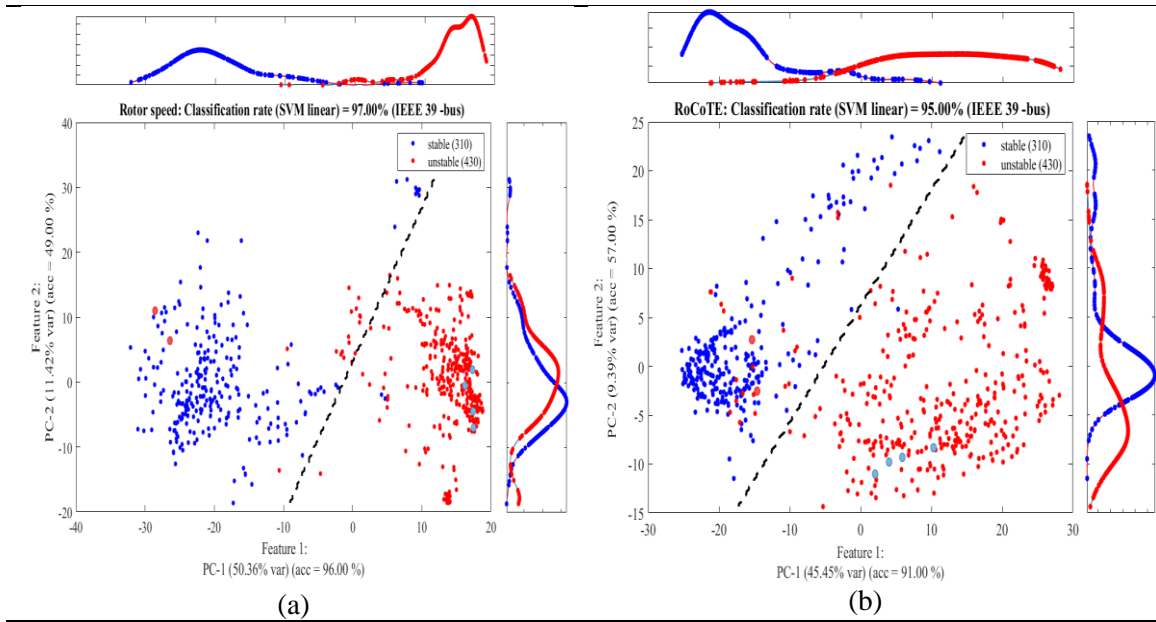 Rotor speed: Classification rate (SVM linear) = 97.00% (IEEE 39 -bus)
40
30
20
10
0
-10
-20
Feature 2:
PC-2 (11.42% var) (acc = 49.00 %)
stable (310)
unstable (430)
-40
-30
-20
-10
0
10
20
Feature 1:
PC-1 (50.36% var) (acc = 96.00 %)
(a)
RoCoTE: Classification rate (SVM linear) = 95.00% (IEEE 39-bus)
25
20
15
10
5
0
-5
-10
-15
Feature 2:
PC-2 (9.39% var) (acc = 57.00 %)
stable (310)
unstable (430)
-30
-20
-10
0
10
20
30
Feature 1:
PC-1 (45.45% var) (acc = 91.00 %)
(b)